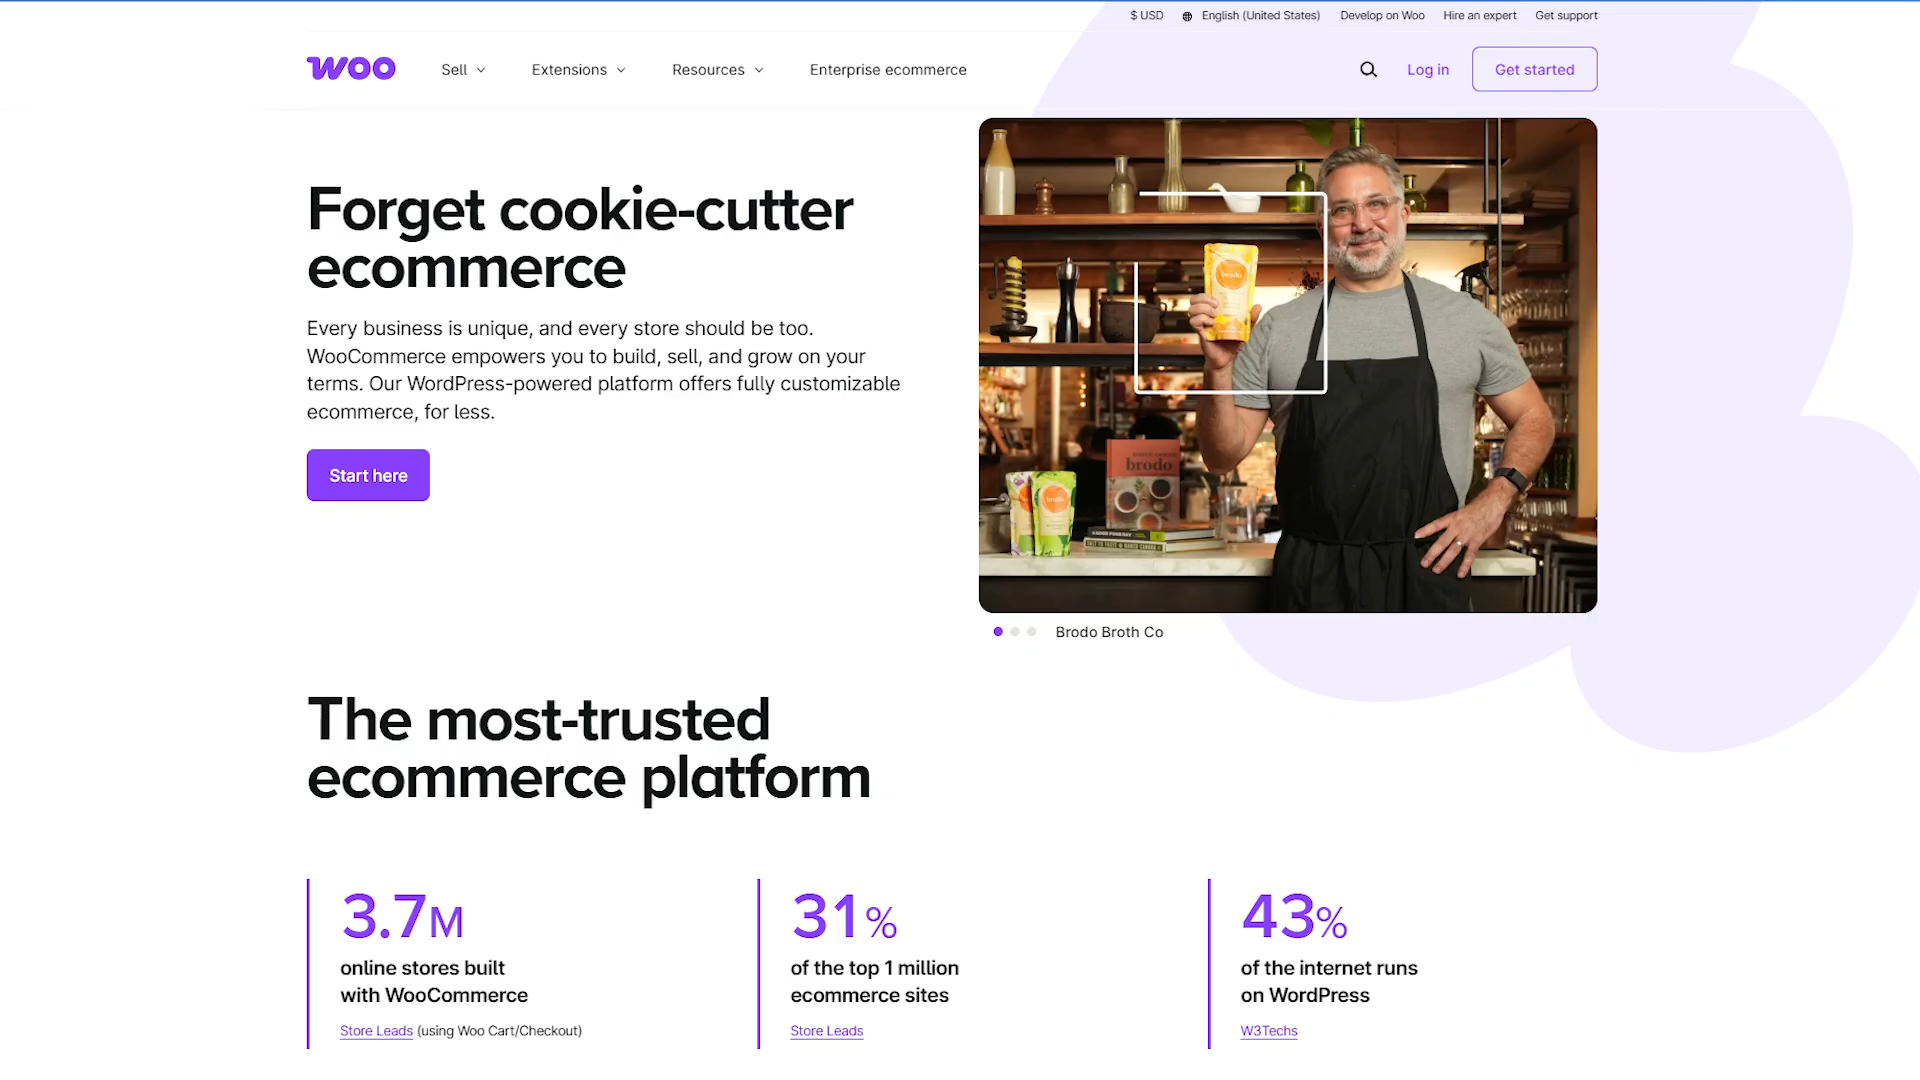 $ USD English (United States) Develop on Woo Hire an expert Get support
WOO Sell Extensions Resources Enterprise ecommerce Log in Get started
Forget cookie-cutter
ecommerce
Every business is unique, and every store should be too.
WooCommerce empowers you to build, sell, and grow on your
terms. Our WordPress-powered platform offers fully customizable
ecommerce, for less.
Start here
brodo
brodo
brodo
Brodo Broth Co
The most-trusted
ecommerce platform
3.7M
online stores built
with WooCommerce
Store Leads (using Woo Cart/Checkout)
31%
of the top 1 million
ecommerce sites
Store Leads
43%
of the internet runs
on WordPress
W3Techs